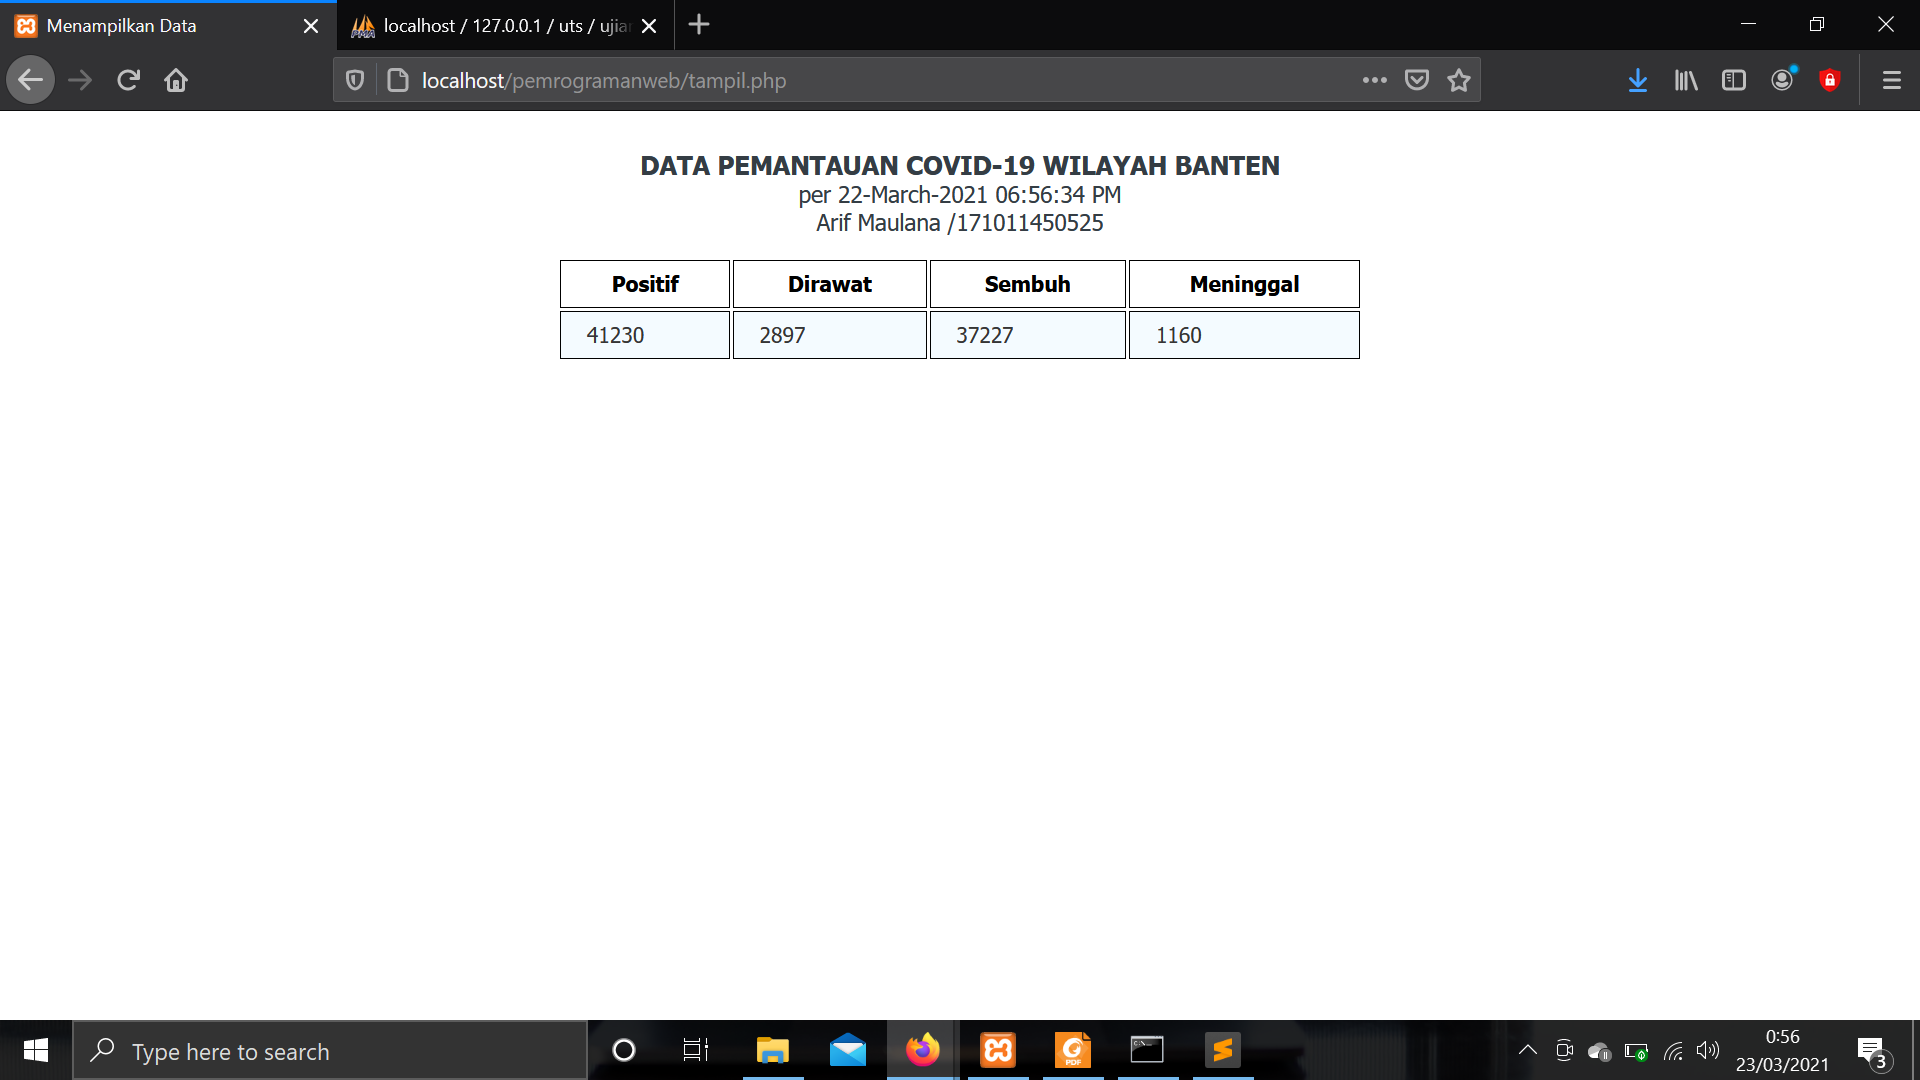 Menampilkan Data
localhost / 127.0.0.1 / uts / ujian
localhost/pemrogramanweb/tampil.php
DATA PEMANTAUAN COVID-19 WILAYAH BANTEN
per 22-March-2021 06:56:34 PM
Arif Maulana /171011450525
Positif Dirawat Sembuh Meninggal
41230 2897 37227 1160
Type here to search
PDF
0:56
23/03/2021
3